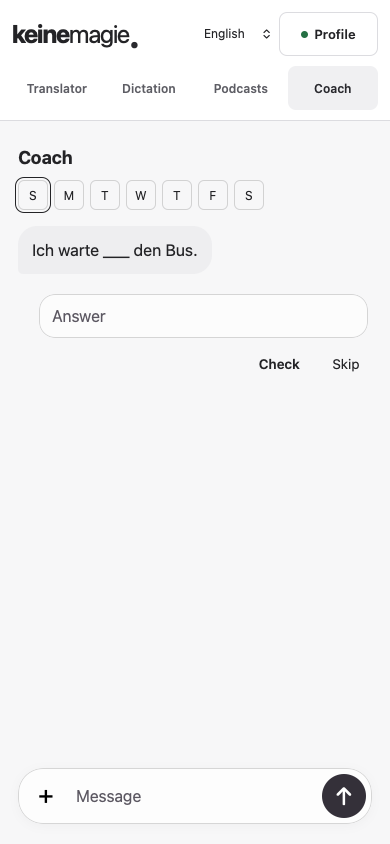 keinemagie.
English
Profile
Translator Dictation Podcasts Coach
Coach
S M T W T F S
Ich warte ___ den Bus.
Answer
Check Skip
Message